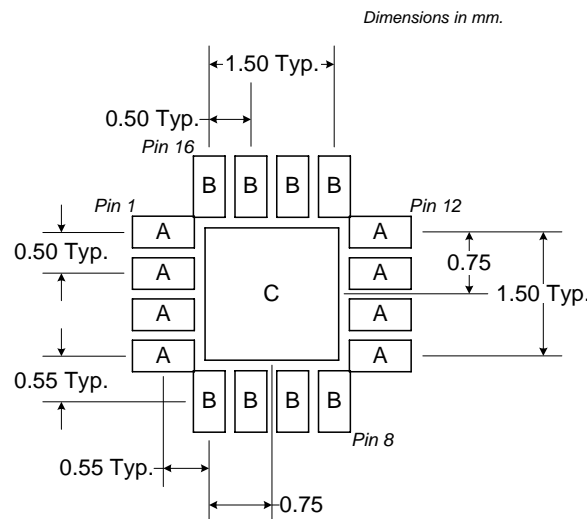 Dimensions in mm.
1.50 Typ.
0.50 Typ.
Pin 16
B B B B
Pin 1
Pin 12
A A
0.50 Typ.
0.75
A A
C
1.50 Typ.
A A
A A
0.55 Typ.
B B B B
Pin 8
0.55 Typ.
0.75